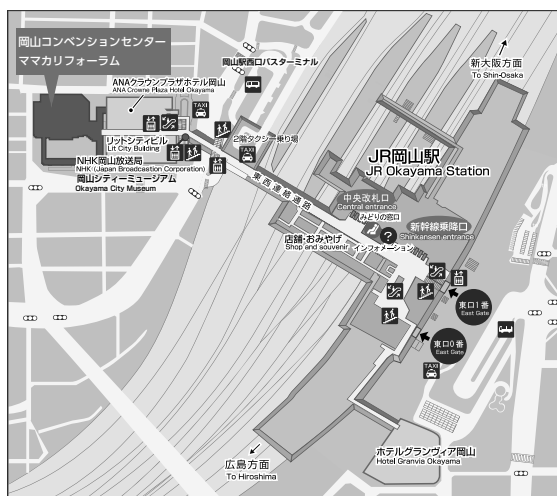 岡山コンベンションセンター
ママカリフォーラム
ANAクラウンプラザホテル岡山
ANA Crowne Plaza Hotel Okayama
岡山駅西口バスターミナル
新大阪方面
To Shin-Osaka
TAXI
リットシティビル
Lit City Building
2階タクシー乗り場
TAXI
NHK岡山放送局
NHK (Japan Broadcastion Corporation)
岡山シティーミュージアム
Okayama City Museum
東西連絡通路
JR岡山駅
JR Okayama Station
中央改札口
Central entrance
みどりの窓口
新幹線乗降口
Shinkansen entrance
?
インフォメーション
店舗・おみやげ
Shop and souvenir
東口1番
East Gate
東口0番
East Gate
TAXI
ホテルグランヴィア岡山
Hotel Granvia Okayama
広島方面
To Hiroshima